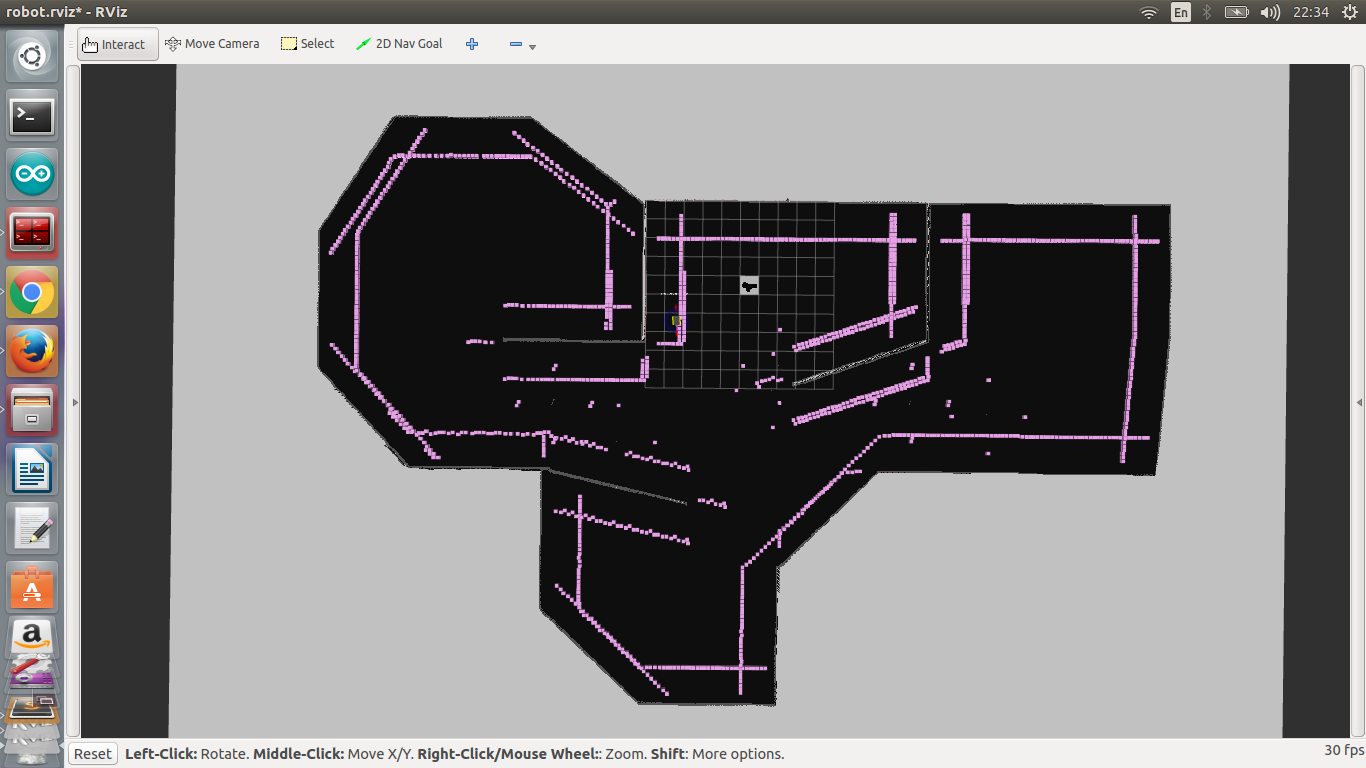 robot.rviz* - RViz
En
22:34
Interact
Move Camera
Select
2D Nav Goal
Reset
Left-Click: Rotate. Middle-Click: Move X/Y. Right-Click/Mouse Wheel:: Zoom. Shift: More options.
30 fps